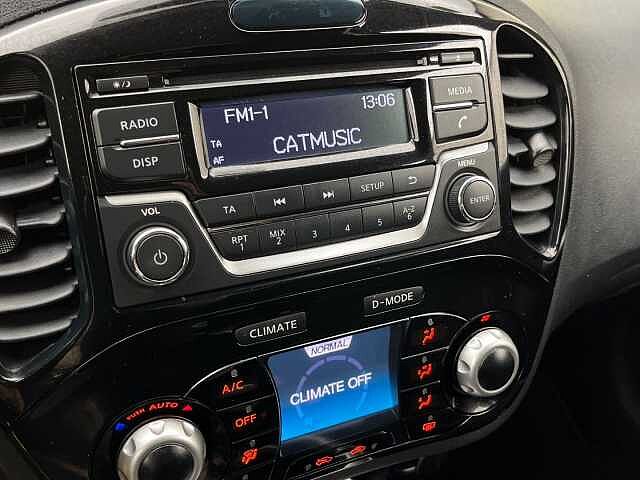 FM1-1 13:06
TA
AF
CATMUSIC
RADIO
DISP
MEDIA
VOL
TA
SETUP
MENU
ENTER
RPT 1
MIX 2
3
4
5
A-Z 6
CLIMATE
D-MODE
NORMAL
CLIMATE OFF
PUSH AUTO
A/C
OFF